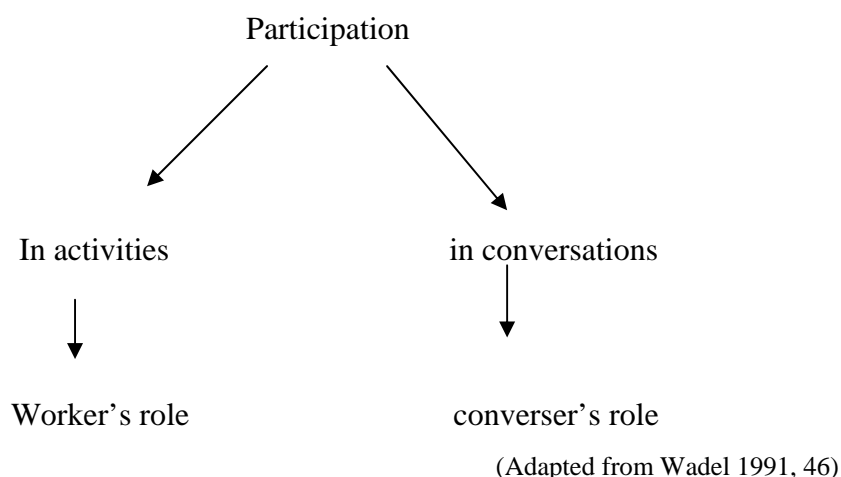 Participation
In activities in conversations
Worker’s role converser’s role
(Adapted from Wadel 1991, 46)